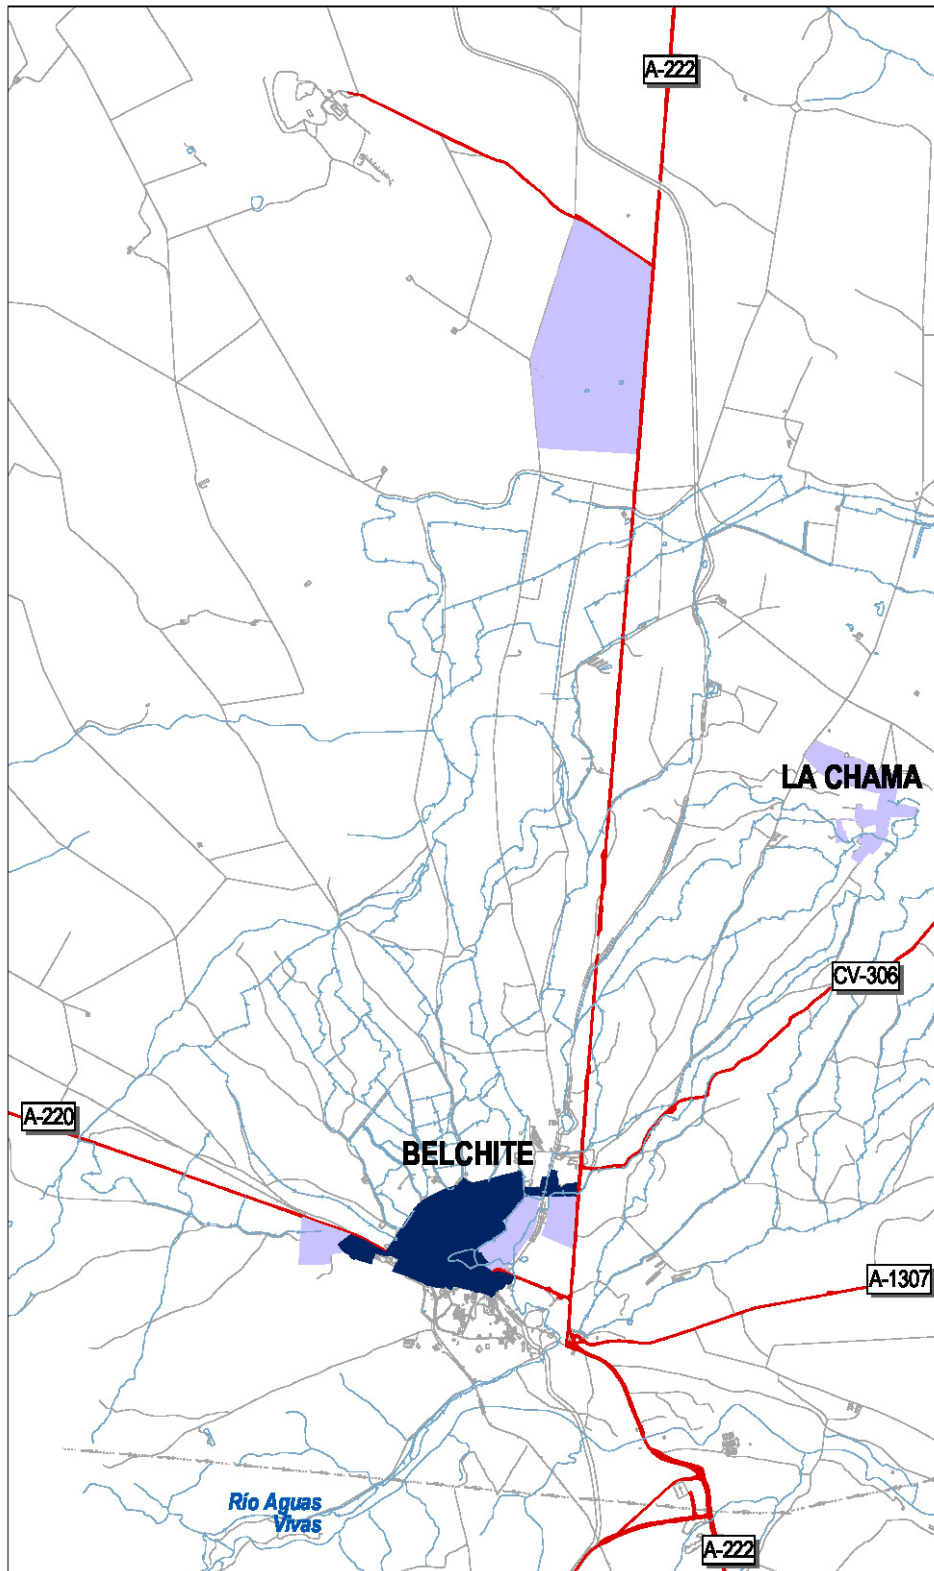 A-222
LA CHAMA
CV-306
A-220
BELCHITE
A-1307
Río Aguas
Vivas
A-222